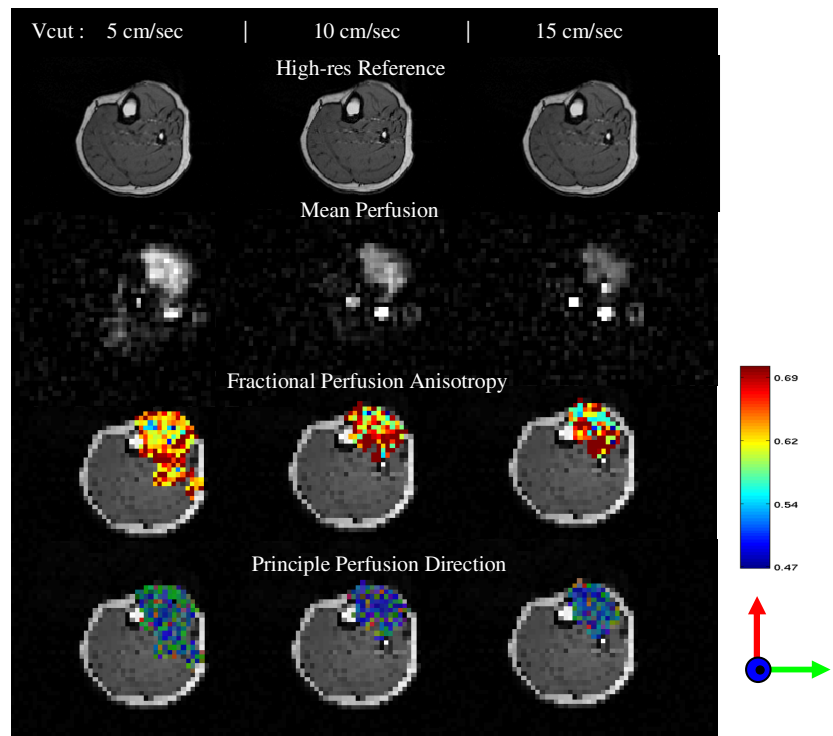 Vcut : 5 cm/sec | 10 cm/sec | 15 cm/sec
High-res Reference
Mean Perfusion
Fractional Perfusion Anisotropy
0.69
0.62
0.54
0.47
Principle Perfusion Direction